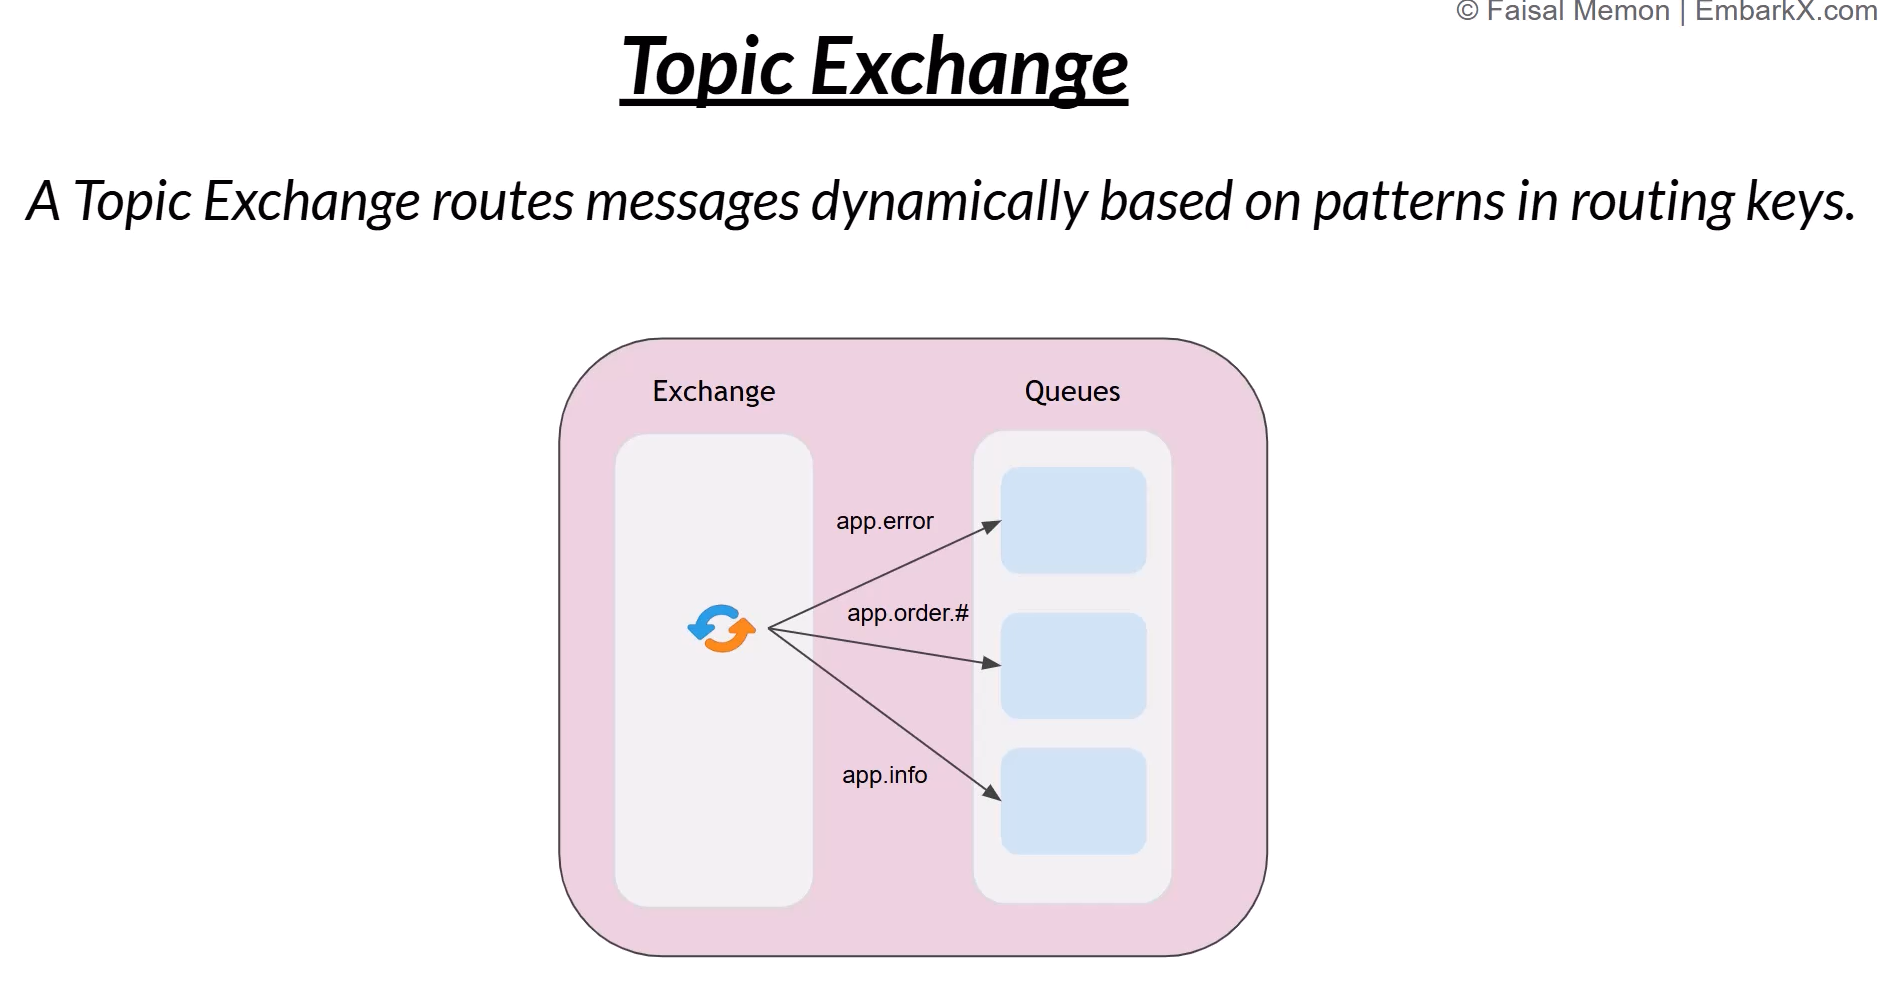 © Faisal Memon | EmbarkX.com
Topic Exchange
A Topic Exchange routes messages dynamically based on patterns in routing keys.
Exchange
Queues
app.error
app.order.#
app.info